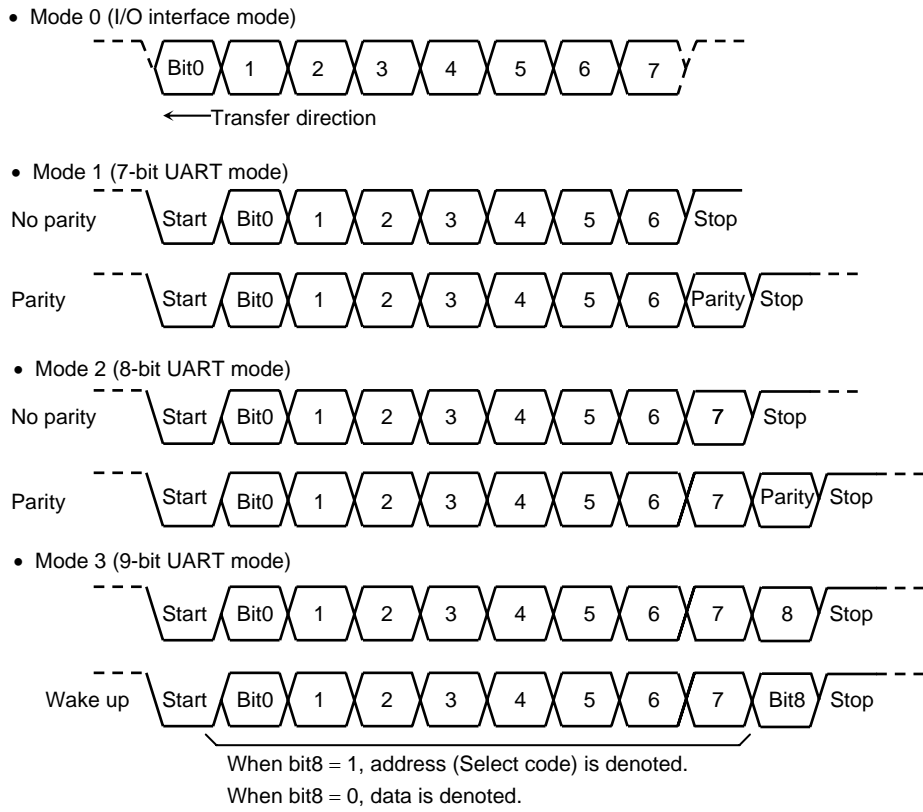 • Mode 0 (I/O interface mode)
Bit0 1 2 3 4 5 6 7
Transfer direction
• Mode 1 (7-bit UART mode)
No parity Start Bit0 1 2 3 4 5 6 Stop
Parity Start Bit0 1 2 3 4 5 6 Parity Stop
• Mode 2 (8-bit UART mode)
No parity Start Bit0 1 2 3 4 5 6 7 Stop
Parity Start Bit0 1 2 3 4 5 6 7 Parity Stop
• Mode 3 (9-bit UART mode)
Start Bit0 1 2 3 4 5 6 7 8 Stop
Wake up Start Bit0 1 2 3 4 5 6 7 Bit8 Stop
When bit8 = 1, address (Select code) is denoted.
When bit8 = 0, data is denoted.